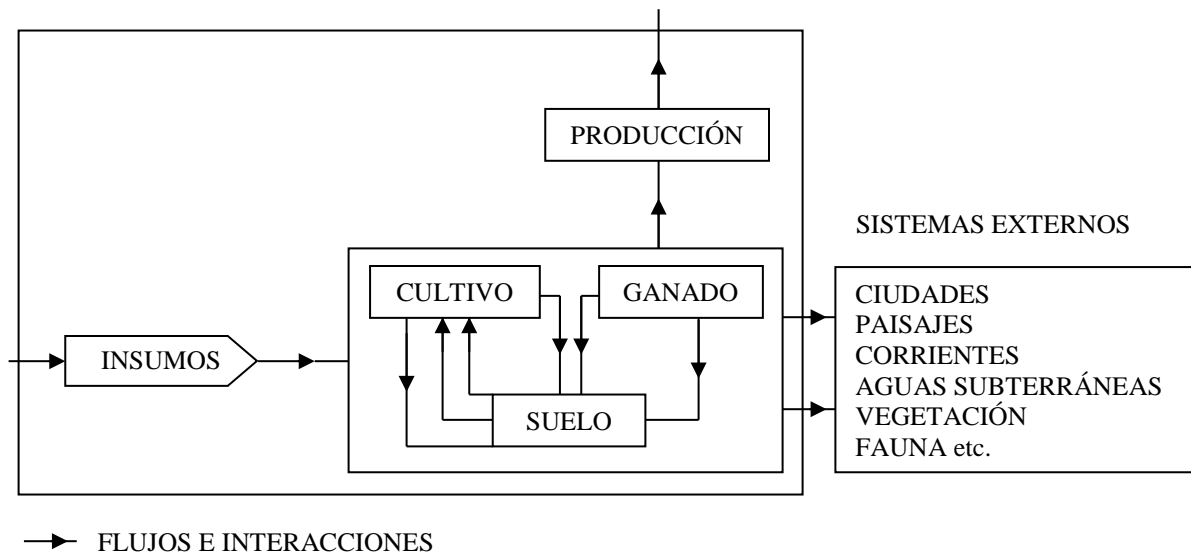 PRODUCCIÓN
SISTEMAS EXTERNOS
CULTIVO
GANADO
CIUDADES
PAISAJES
CORRIENTES
AGUAS SUBTERRÁNEAS
VEGETACIÓN
FAUNA etc.
INSUMOS
SUELO
FLUJOS E INTERACCIONES